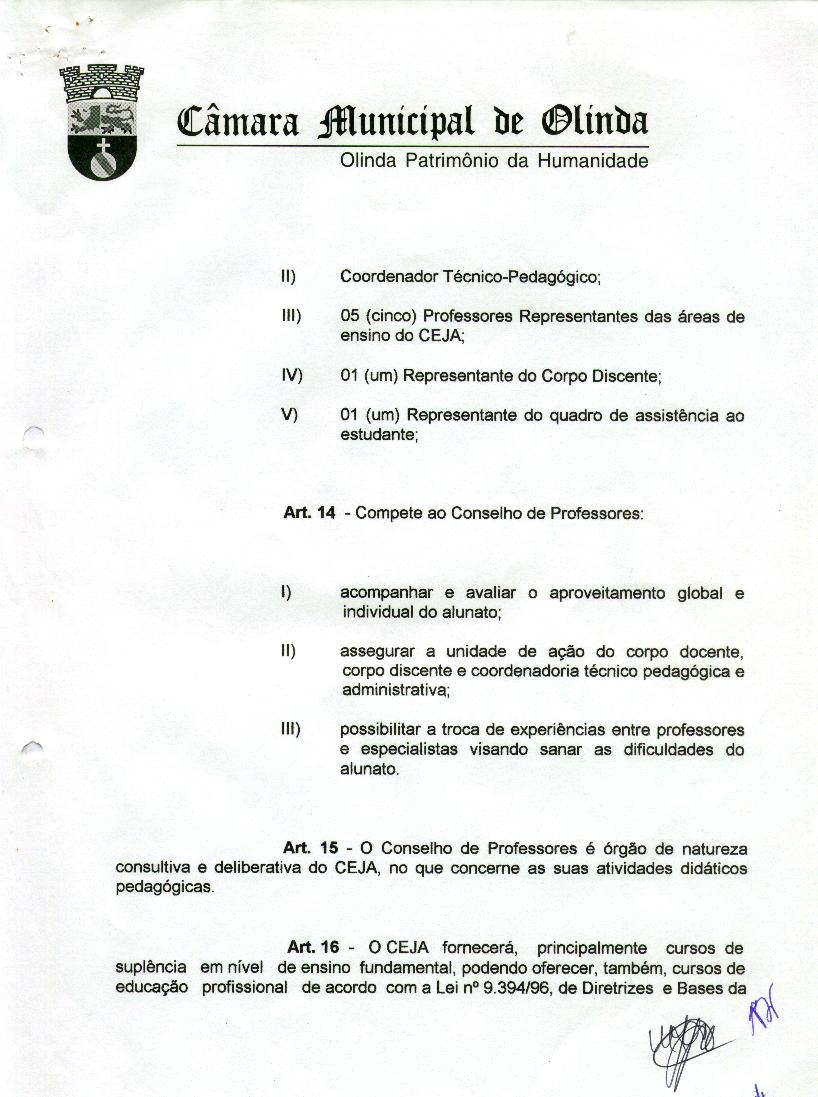 Câmara Municipal de Olinda
Olinda Patrimônio da Humanidade
II) Coordenador Técnico-Pedagógico;
III) 05 (cinco) Professores Representantes das áreas de
ensino do CEJA;
IV) 01 (um) Representante do Corpo Discente;
V) 01 (um) Representante do quadro de assistência ao
estudante;
Art. 14 - Compete ao Conselho de Professores:
I) acompanhar e avaliar o aproveitamento global e
individual do alunato;
II) assegurar a unidade de ação do corpo docente,
corpo discente e coordenadoria técnico pedagógica e
administrativa;
III) possibilitar a troca de experiências entre professores
e especialistas visando sanar as dificuldades do
alunato.
Art. 15 - O Conselho de Professores é órgão de natureza
consultiva e deliberativa do CEJA, no que concerne as suas atividades didáticos
pedagógicas.
Art. 16 - O CEJA fornecerá, principalmente cursos de
suplência em nível de ensino fundamental, podendo oferecer, também, cursos de
educação profissional de acordo com a Lei nº 9.394/96, de Diretrizes e Bases da